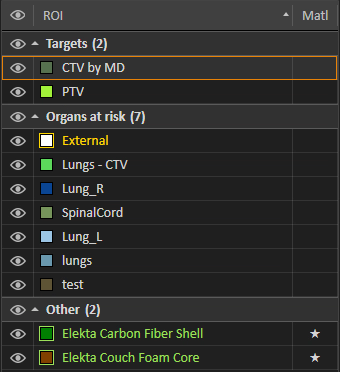 ROI Matl
Targets (2)
CTV by MD
PTV
Organs at risk (7)
External
Lungs - CTV
Lung_R
SpinalCord
Lung_L
lungs
test
Other (2)
Elekta Carbon Fiber Shell
Elekta Couch Foam Core